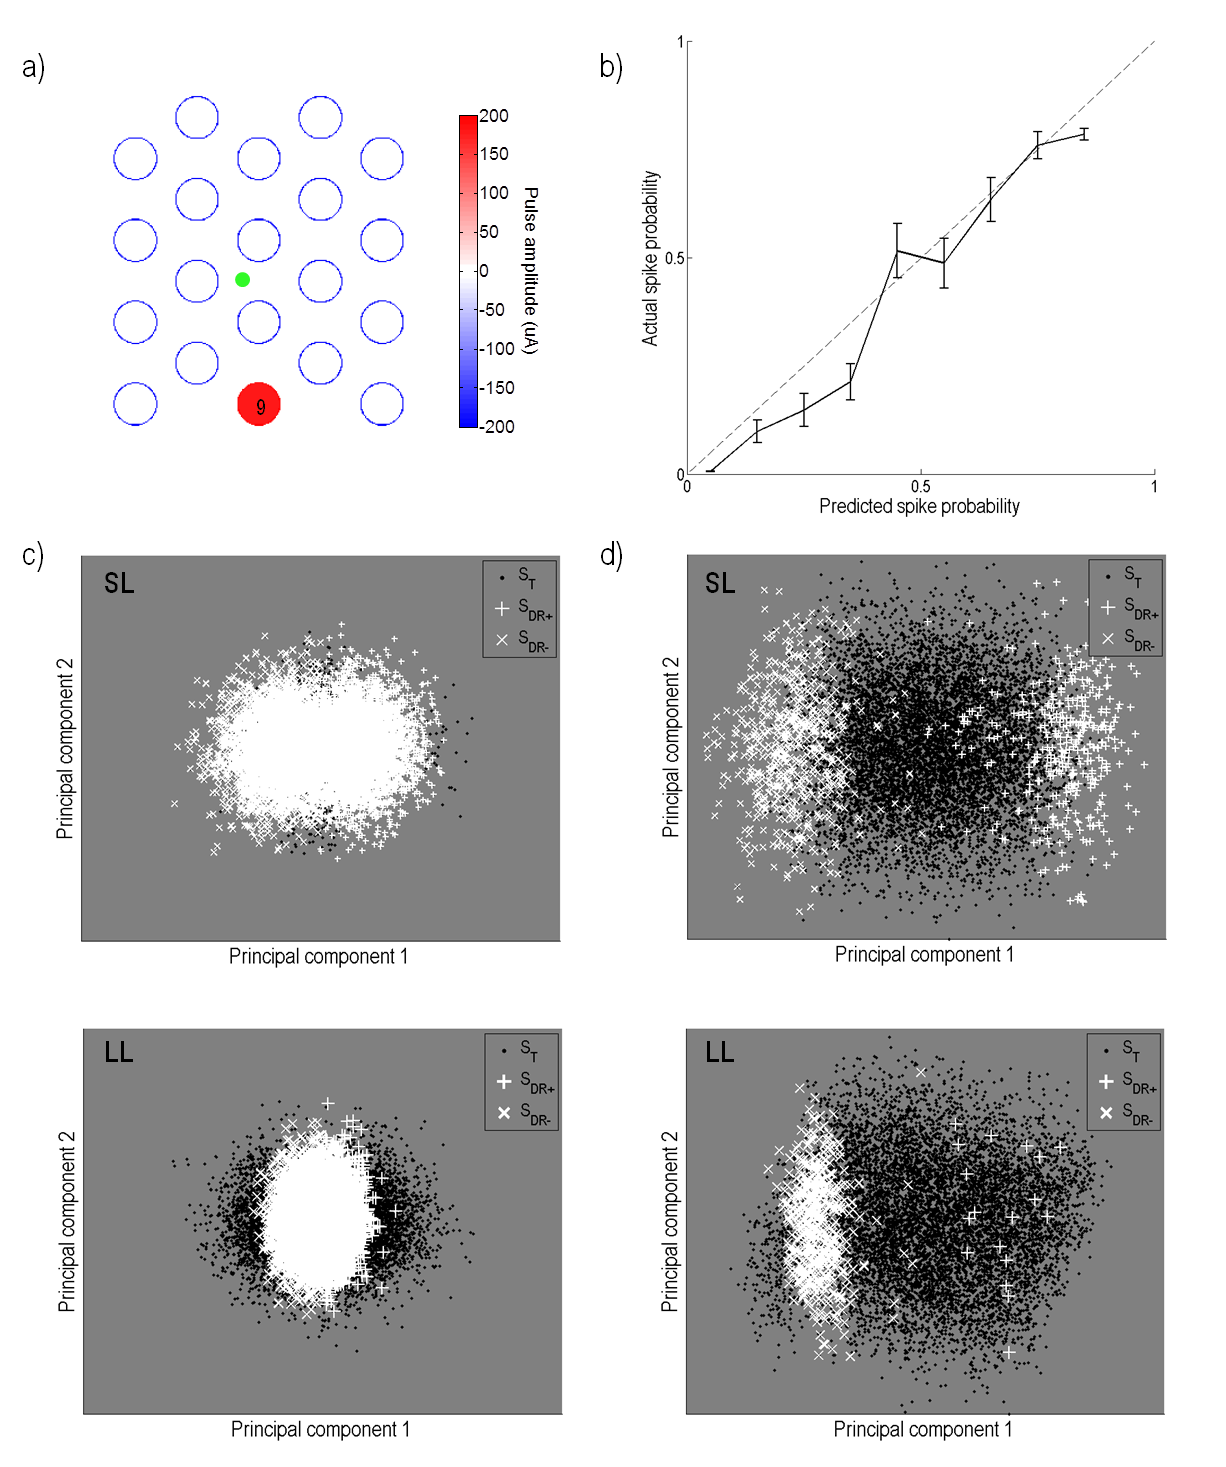 a)
9
200
150
100
50
0
-50
-100
-150
-200
Pulse amplitude (uA)
b)
1
0.5
0
0
0.5
1
Actual spike probability
Predicted spike probability
c)
SL
S_T
S_DR+
S_DR-
Principal component 2
Principal component 1
d)
SL
S_T
S_DR+
S_DR-
Principal component 2
Principal component 1
LL
S_T
S_DR+
S_DR-
Principal component 2
Principal component 1
LL
S_T
S_DR+
S_DR-
Principal component 2
Principal component 1